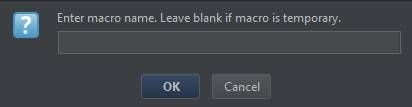 Enter macro name. Leave blank if macro is temporary.
OK
Cancel